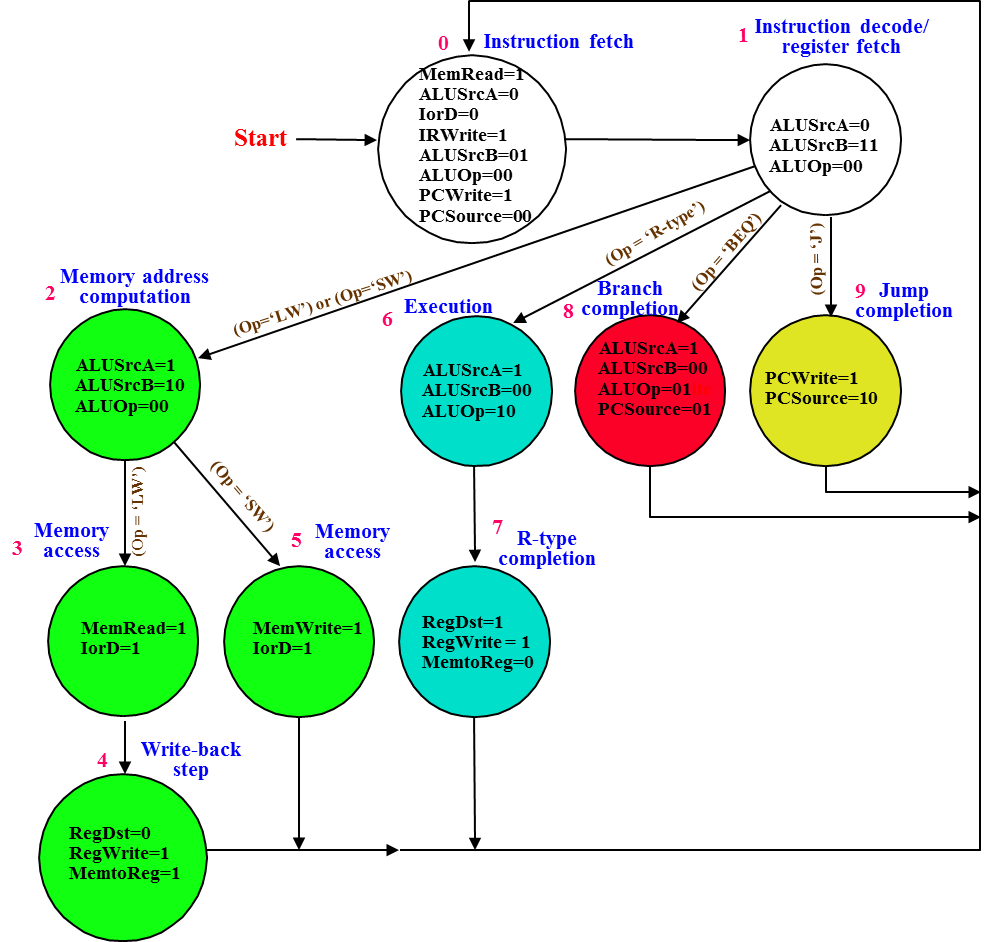 0 Instruction fetch
MemRead=1
ALUSrcA=0
IorD=0
IRWrite=1
ALUSrcB=01
ALUOp=00
PCWrite=1
PCSource=00
Start
1 Instruction decode/
register fetch
ALUSrcA=0
ALUSrcB=11
ALUOp=00
(Op=‘LW’) or (Op=‘SW’)
(Op = ‘R-type’)
(Op = ‘BEQ’)
(Op = ‘J’)
2 Memory address
computation
ALUSrcA=1
ALUSrcB=10
ALUOp=00
6 Execution
ALUSrcA=1
ALUSrcB=00
ALUOp=10
8 Branch
completion
ALUSrcA=1
ALUSrcB=00
ALUOp=01
PCSource=01
9 Jump
completion
PCWrite=1
PCSource=10
(Op = ‘LW’)
(Op = ‘SW’)
3 Memory
access
MemRead=1
IorD=1
5 Memory
access
MemWrite=1
IorD=1
7 R-type
completion
RegDst=1
RegWrite = 1
MemtoReg=0
4 Write-back
step
RegDst=0
RegWrite=1
MemtoReg=1